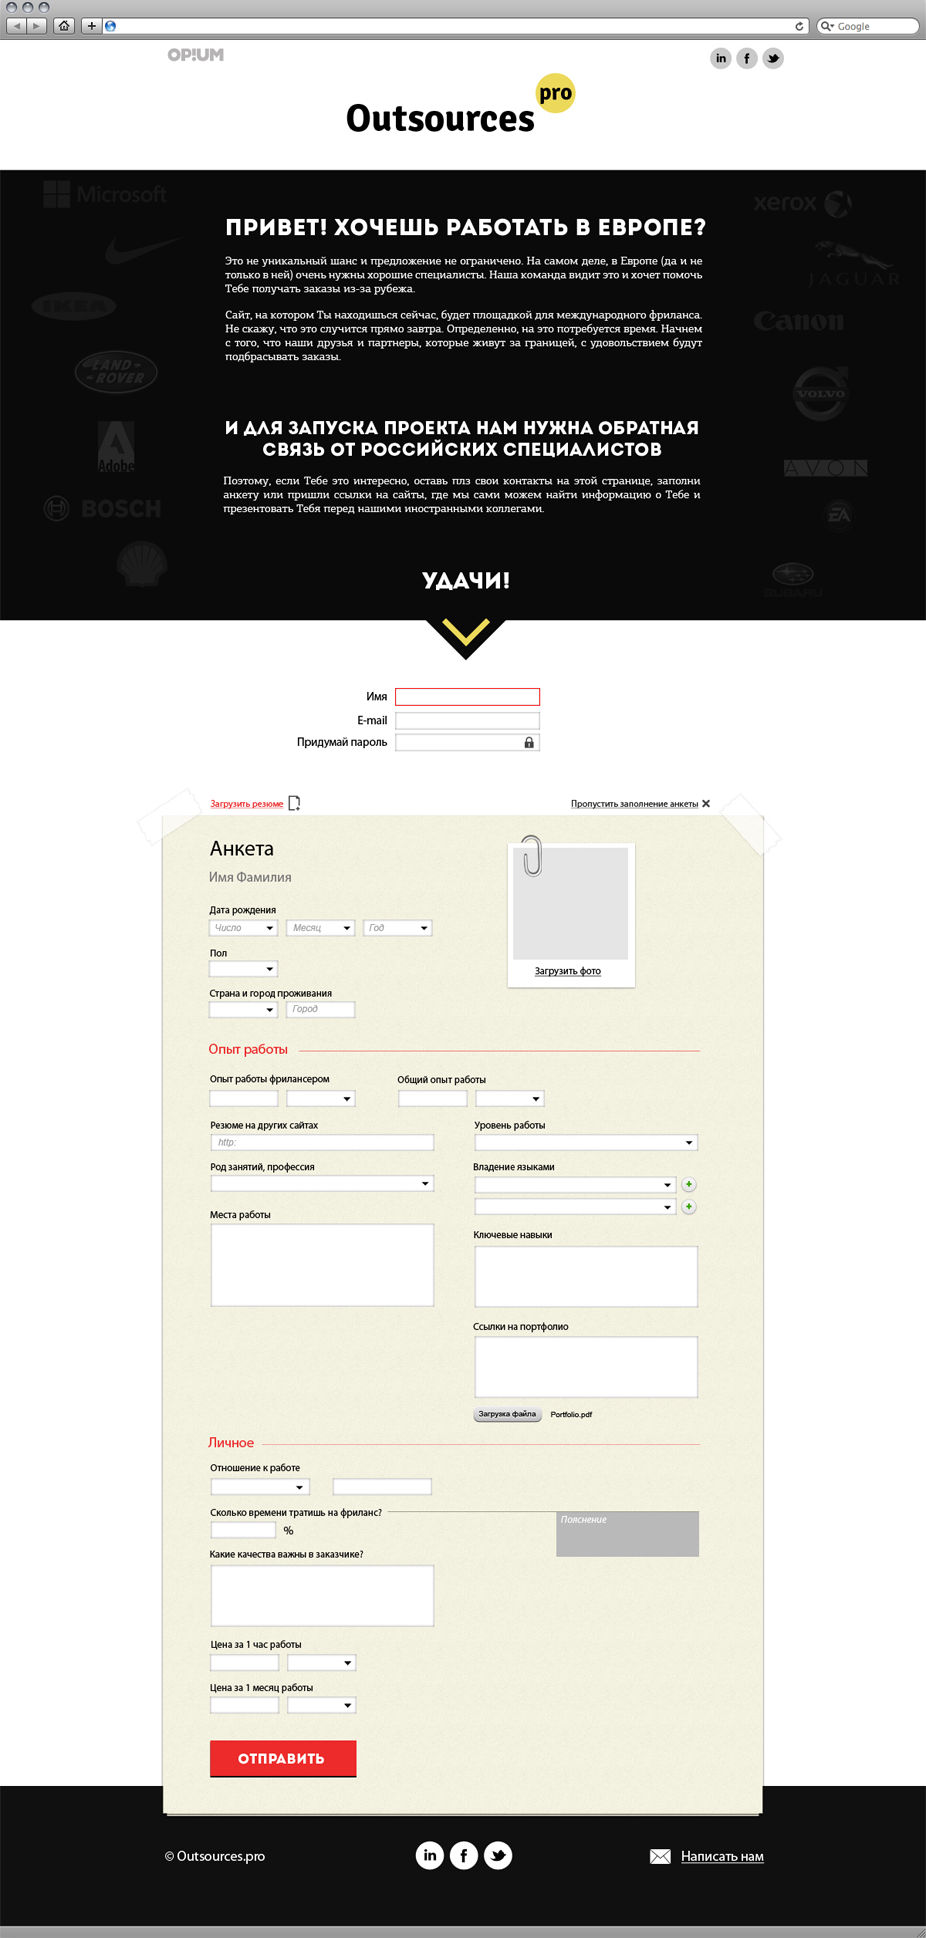 Google
OP!UM
in f
Outsources pro
Microsoft
xerox
JAGUAR
IKEA
Canon
LAND-
-ROVER
VOLVO
Adobe
AVON
BOSCH
EA
SUBARU
ПРИВЕТ! ХОЧЕШЬ РАБОТАТЬ В ЕВРОПЕ?
Это не уникальный шанс и предложение не ограничено. На самом деле, в Европе (да и не
только в ней) очень нужны хорошие специалисты. Наша команда видит это и хочет помочь
Тебе получать заказы из-за рубежа.
Сайт, на котором Ты находишься сейчас, будет площадкой для международного фриланса.
Не скажу, что это случится прямо завтра. Определенно, на это потребуется время. Начнем
с того, что наши друзья и партнеры, которые живут за границей, с удовольствием будут
подбрасывать заказы.
И ДЛЯ ЗАПУСКА ПРОЕКТА НАМ НУЖНА ОБРАТНАЯ
СВЯЗЬ ОТ РОССИЙСКИХ СПЕЦИАЛИСТОВ
Поэтому, если Тебе это интересно, оставь плз свои контакты на этой странице, заполни
анкету или пришли ссылки на сайты, где мы сами можем найти информацию о Тебе и
презентовать Тебя перед нашими иностранными коллегами.
УДАЧИ!
Имя
E-mail
Придумай пароль
Загрузить резюме
Пропустить заполнение анкеты
Анкета
Имя Фамилия
Дата рождения
Число Месяц Год
Пол
Загрузить фото
Страна и город проживания
Город
Опыт работы
Опыт работы фрилансером Общий опыт работы
Резюме на других сайтах Уровень работы
http:
Род занятий, профессия Владение языками
Места работы
Ключевые навыки
Ссылки на портфолио
Загрузка файла Portfolio.pdf
Личное
Отношение к работе
Сколько времени тратишь на фриланс?
Пояснение
%
Какие качества важны в заказчике?
Цена за 1 час работы
Цена за 1 месяц работы
ОТПРАВИТЬ
© Outsources.pro in f Написать нам